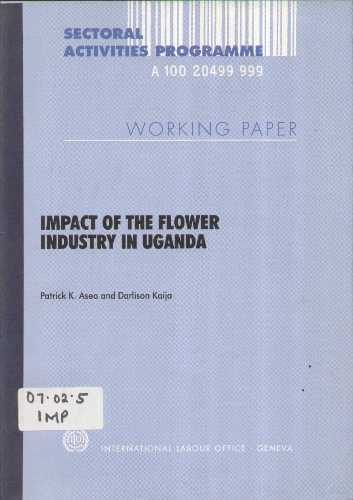 SECTORAL
ACTIVITIES PROGRAMME
A 100 20499 999
WORKING PAPER
IMPACT OF THE FLOWER
INDUSTRY IN UGANDA
Patrick K. Asea and Darlison Kaija
07.02.5
IMP
INTERNATIONAL LABOUR OFFICE · GENEVA